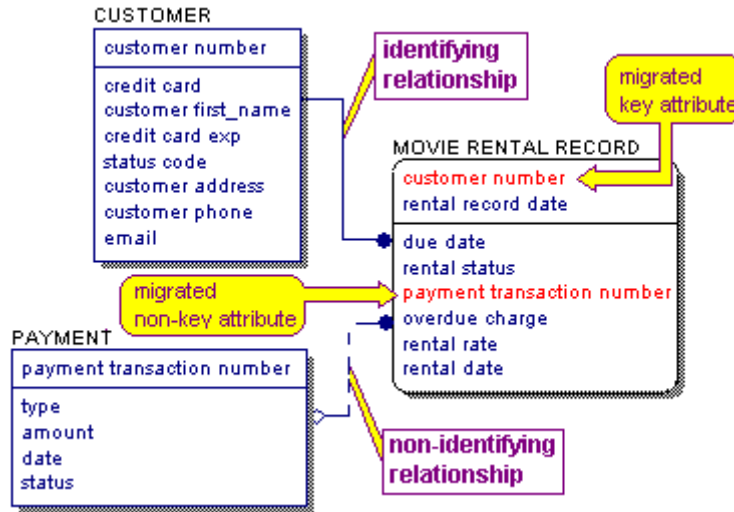 CUSTOMER
customer number
credit card
customer first_name
credit card exp
status code
customer address
customer phone
email
identifying
relationship
migrated
key attribute
MOVIE RENTAL RECORD
customer number
rental record date
due date
rental status
payment transaction number
overdue charge
rental rate
rental date
migrated
non-key attribute
PAYMENT
payment transaction number
type
amount
date
status
non-identifying
relationship